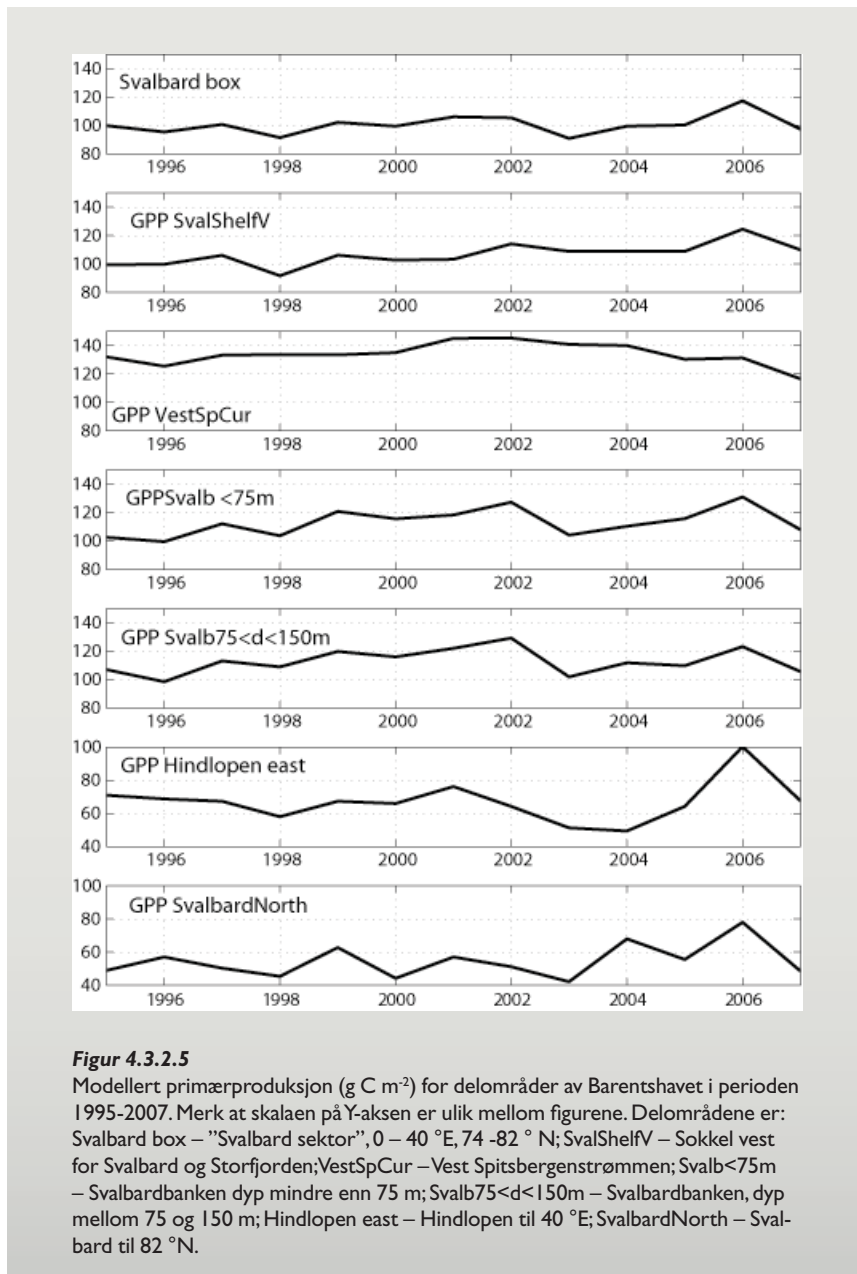 140
Svalbard box
120
100
80
1996 1998 2000 2002 2004 2006
140
GPP SvalShelfV
120
100
80
1996 1998 2000 2002 2004 2006
140
120
100
GPP VestSpCur
80
1996 1998 2000 2002 2004 2006
140
GPPSvalb <75m
120
100
80
1996 1998 2000 2002 2004 2006
140
GPP Svalb75<d<150m
120
100
80
1996 1998 2000 2002 2004 2006
100
GPP Hindlopen east
80
60
40
1996 1998 2000 2002 2004 2006
100
GPP SvalbardNorth
80
60
40
1996 1998 2000 2002 2004 2006
Figur 4.3.2.5
Modellert primærproduksjon (g C m-2) for delområder av Barentshavet i perioden
1995-2007. Merk at skalaen på Y-aksen er ulik mellom figurene. Delområdene er:
Svalbard box – ”Svalbard sektor”, 0 – 40 °E, 74 -82 ° N; SvalShelfV – Sokkel vest
for Svalbard og Storfjorden;VestSpCur – Vest Spitsbergenstrømmen; Svalb<75m
– Svalbardbanken dyp mindre enn 75 m; Svalb75<d<150m – Svalbardbanken, dyp
mellom 75 og 150 m; Hindlopen east – Hindlopen til 40 °E; SvalbardNorth – Sval-
bard til 82 °N.